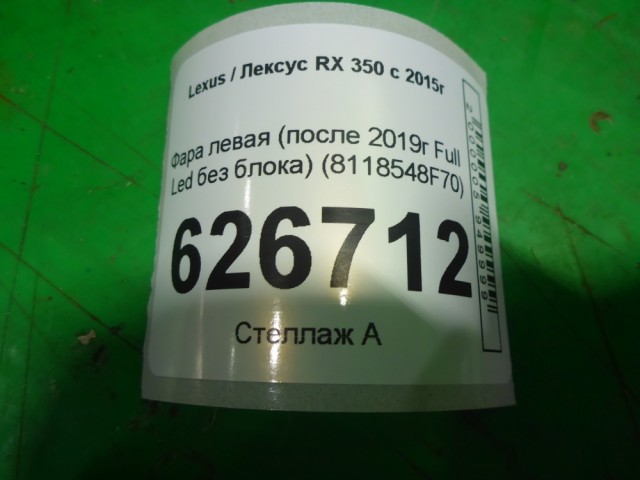 Lexus / Лексус RX 350 с 2015г
Фара левая (после 2019г Full
Led без блока) (8118548F70)
626712
Стеллаж А